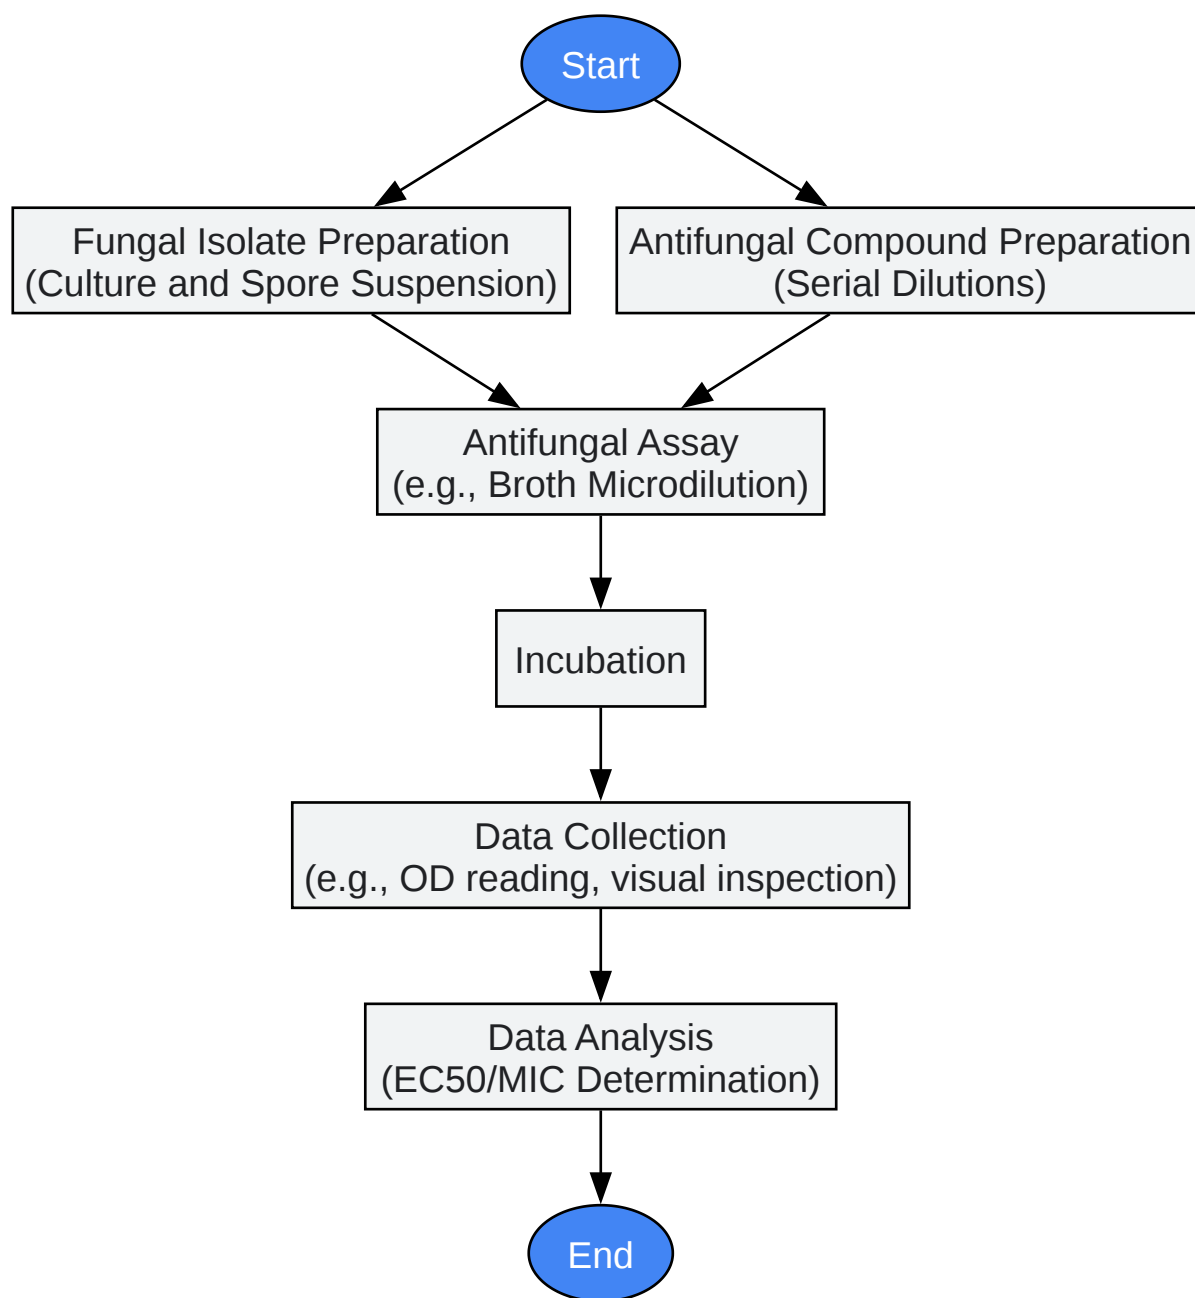 Start
Fungal Isolate Preparation
(Culture and Spore Suspension)
Antifungal Compound Preparation
(Serial Dilutions)
Antifungal Assay
(e.g., Broth Microdilution)
Incubation
Data Collection
(e.g., OD reading, visual inspection)
Data Analysis
(EC50/MIC Determination)
End